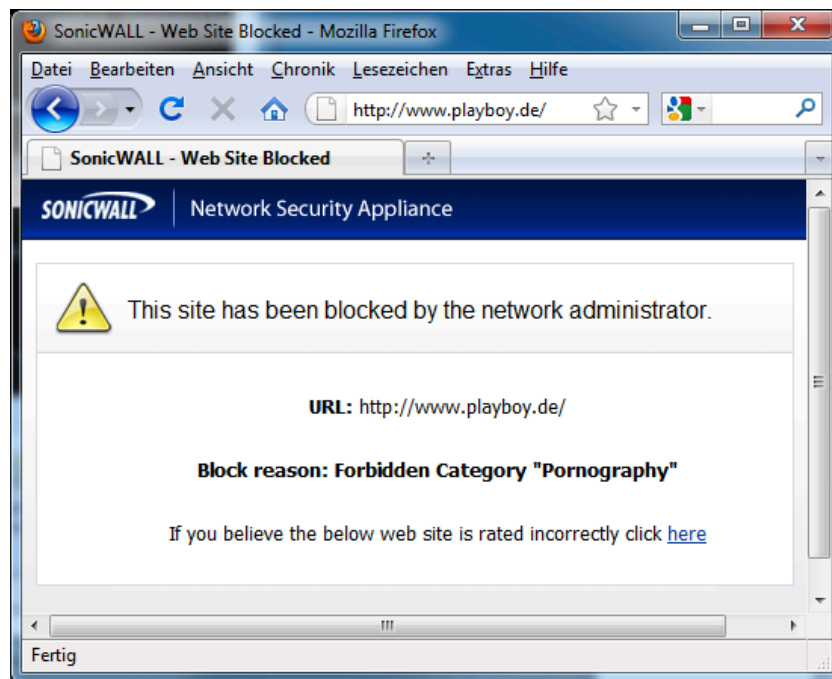 SonicWALL - Web Site Blocked - Mozilla Firefox
Datei Bearbeiten Ansicht Chronik Lesezeichen Extras Hilfe
http://www.playboy.de/
SonicWALL - Web Site Blocked
SONICWALL Network Security Appliance
This site has been blocked by the network administrator.
URL: http://www.playboy.de/
Block reason: Forbidden Category "Pornography"
If you believe the below web site is rated incorrectly click here
Fertig